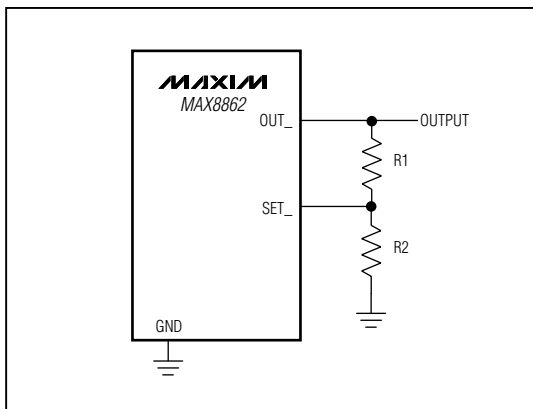 MAXIM
MAX8862
OUT_
OUTPUT
R1
SET_
R2
GND